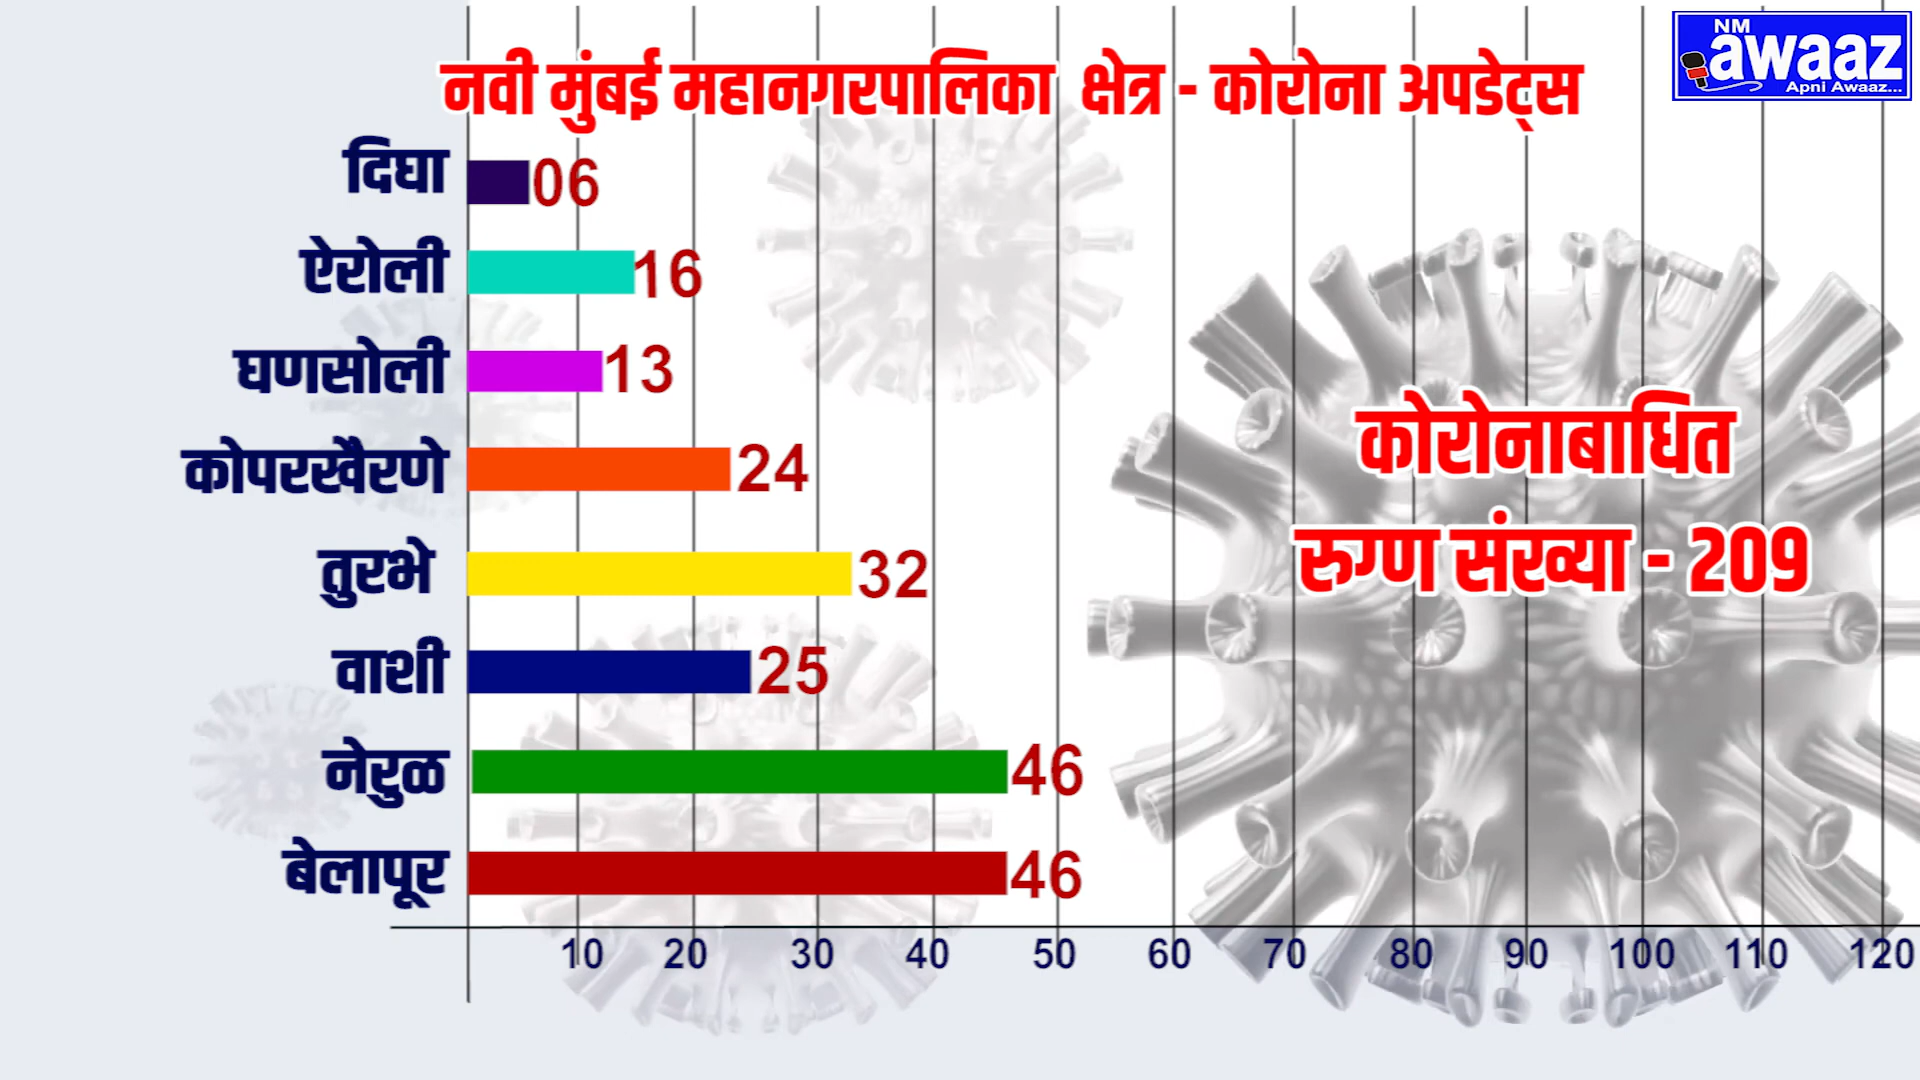 NM
awaaz
Apni Awaaz...
नवी मुंबई महानगरपालिका क्षेत्र - कोरोना अपडेट्स
दिघा 06
ऐरोली 16
घणसोली 13
कोपरखैरणे 24
तुरभे 32
वाशी 25
नेरुळ 46
बेलापूर 46
कोरोनाबाधित
रुग्ण संख्या - 209
10 20 30 40 50 60 70 80 90 100 110 120